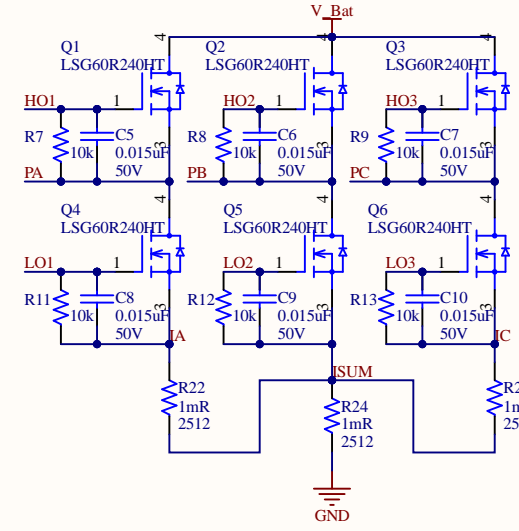 V_Bat
4
4
4
Q1
Q2
Q3
LSG60R240HT
LSG60R240HT
LSG60R240HT
HO1
1
HO2
1
HO3
1
R7
10k
C5
0.015uF
50V
3
R8
10k
C6
0.015uF
50V
3
R9
10k
C7
0.015uF
50V
3
PA
PB
PC
4
4
4
Q4
Q5
Q6
LSG60R240HT
LSG60R240HT
LSG60R240HT
LO1
1
LO2
1
LO3
1
R11
10k
C8
0.015uF
50V
3
R12
10k
C9
0.015uF
50V
3
R13
10k
C10
0.015uF
50V
3
IA
IC
ISUM
R22
1mR
2512
R24
1mR
2512
GND